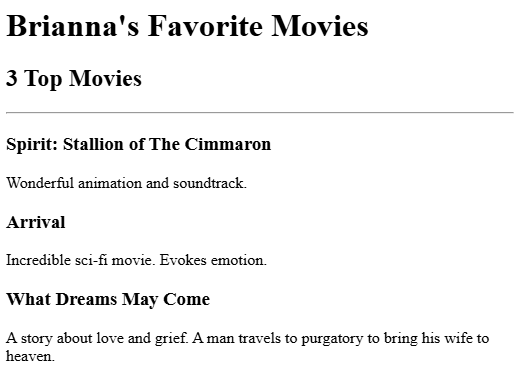 Brianna's Favorite Movies
3 Top Movies
Spirit: Stallion of The Cimmaron
Wonderful animation and soundtrack.
Arrival
Incredible sci-fi movie. Evokes emotion.
What Dreams May Come
A story about love and grief. A man travels to purgatory to bring his wife to
heaven.